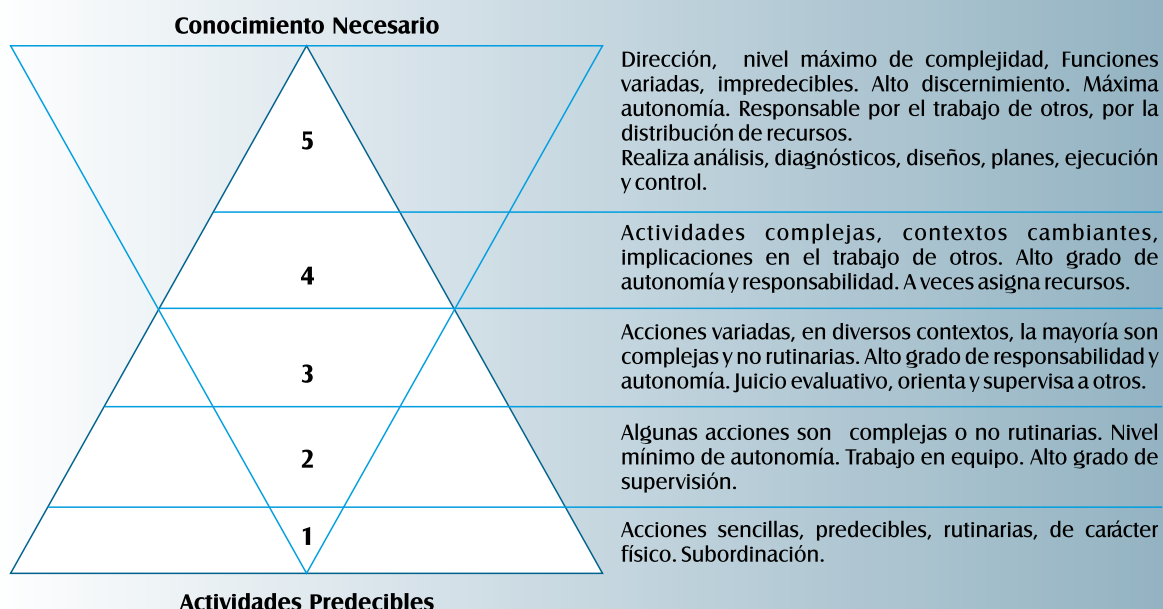 Conocimiento Necesario
5
Dirección, nivel máximo de complejidad, Funciones
variadas, impredecibles. Alto discernimiento. Máxima
autonomía. Responsable por el trabajo de otros, por la
distribución de recursos.
Realiza análisis, diagnósticos, diseños, planes, ejecución
y control.
4
Actividades complejas, contextos cambiantes,
implicaciones en el trabajo de otros. Alto grado de
autonomía y responsabilidad. A veces asigna recursos.
3
Acciones variadas, en diversos contextos, la mayoría son
complejas y no rutinarias. Alto grado de responsabilidad y
autonomía. Juicio evaluativo, orienta y supervisa a otros.
2
Algunas acciones son complejas o no rutinarias. Nivel
mínimo de autonomía. Trabajo en equipo. Alto grado de
supervisión.
1
Acciones sencillas, predecibles, rutinarias, de carácter
físico. Subordinación.
Actividades Predecibles